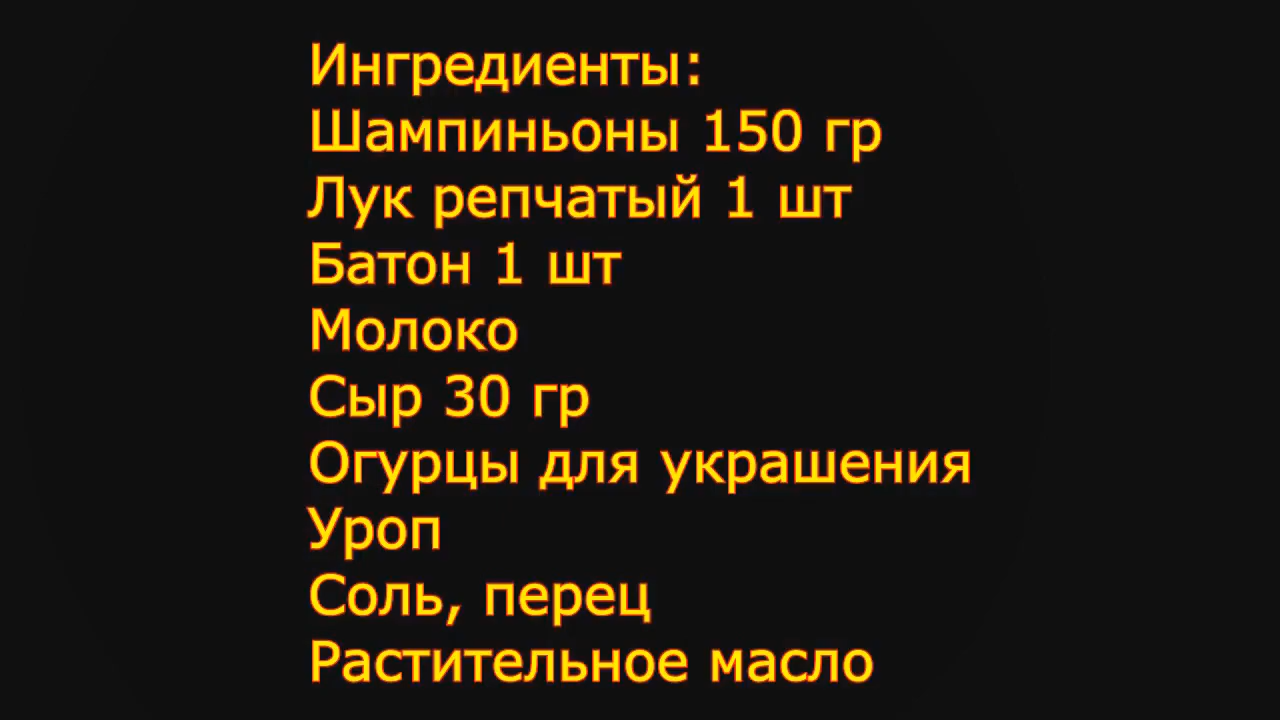 Ингредиенты:
Шампиньоны 150 гр
Лук репчатый 1 шт
Батон 1 шт
Молоко
Сыр 30 гр
Огурцы для украшения
Уроп
Соль, перец
Растительное масло